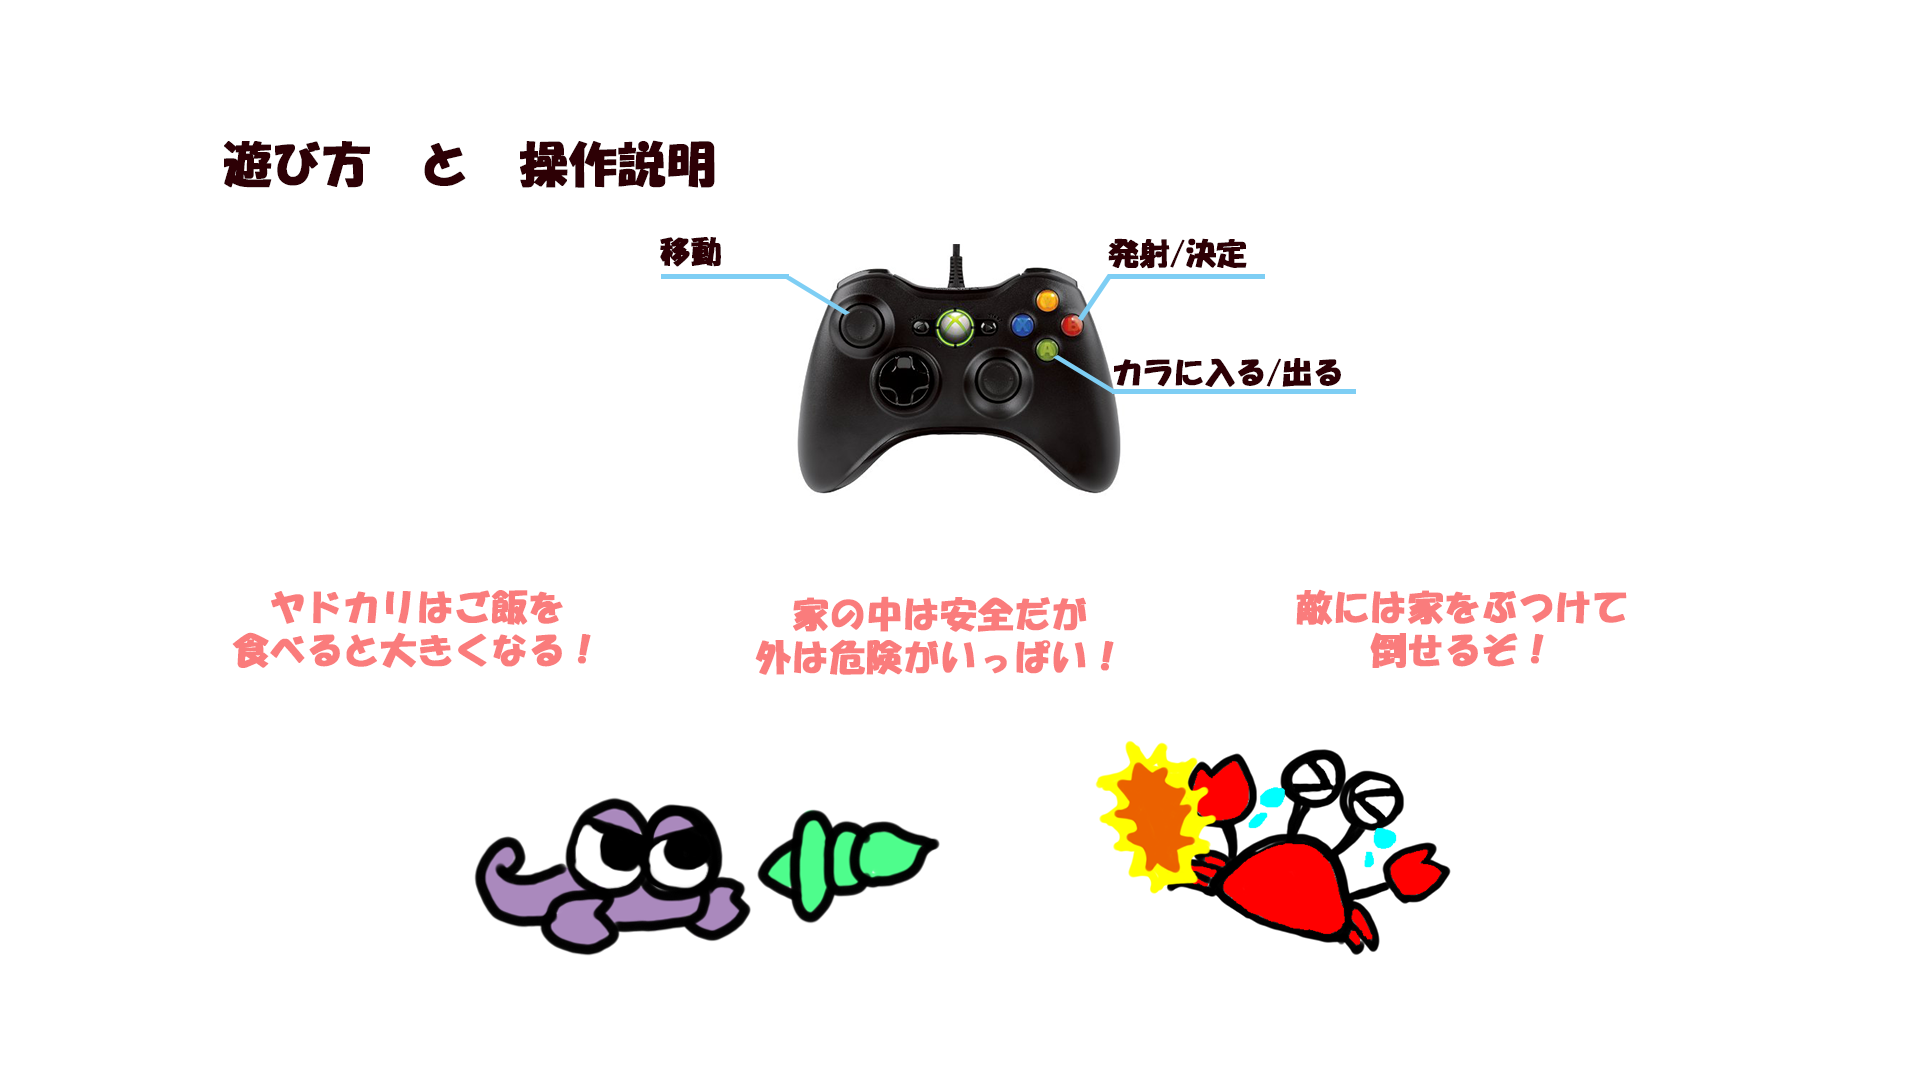 遊び方　と　操作説明
移動
発射/決定
カラに入る/出る
ヤドカリはご飯を
食べると大きくなる！
家の中は安全だが
外は危険がいっぱい！
敵には家をぶつけて
倒せるぞ！